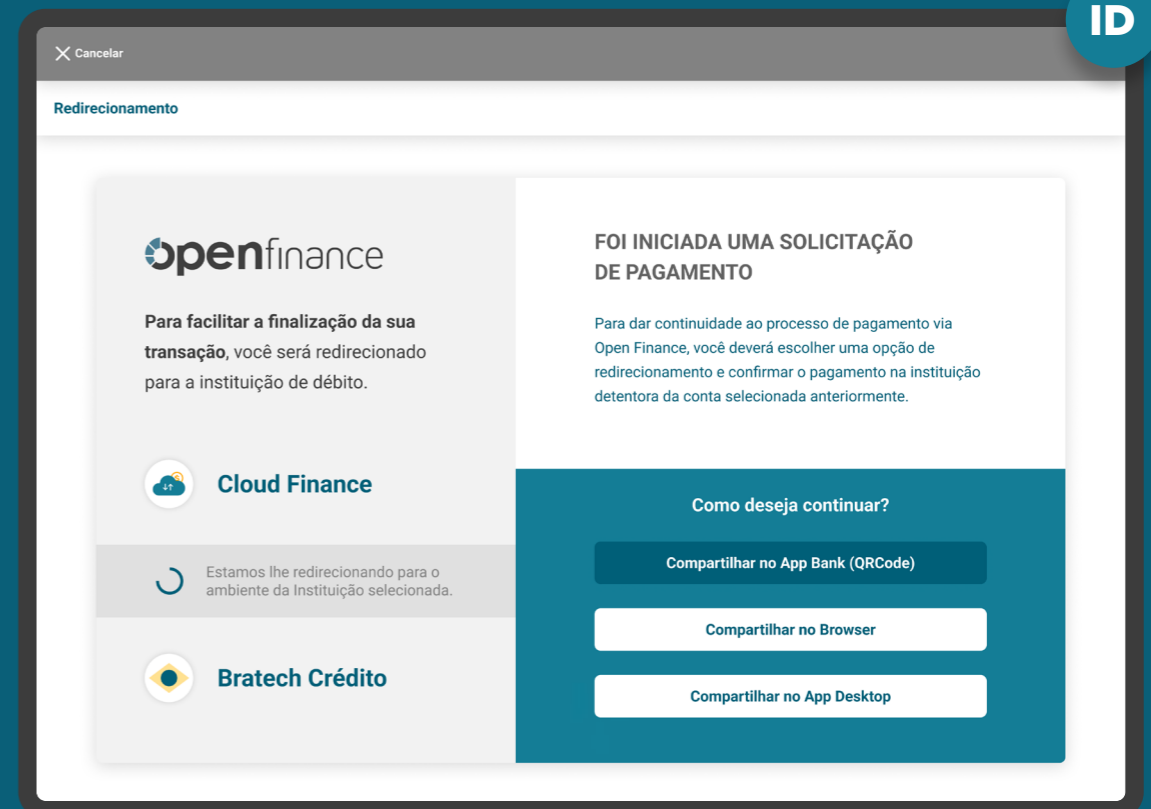 ID
Cancelar
Redirecionamento
openfinance
Para facilitar a finalização da sua
transação, você será redirecionado
para a instituição de débito.
Cloud Finance
Estamos lhe redirecionando para o
ambiente da Instituição selecionada.
Bratech Crédito
FOI INICIADA UMA SOLICITAÇÃO
DE PAGAMENTO
Para dar continuidade ao processo de pagamento via
Open Finance, você deverá escolher uma opção de
redirecionamento e confirmar o pagamento na instituição
detentora da conta selecionada anteriormente.
Como deseja continuar?
Compartilhar no App Bank (QRCode)
Compartilhar no Browser
Compartilhar no App Desktop